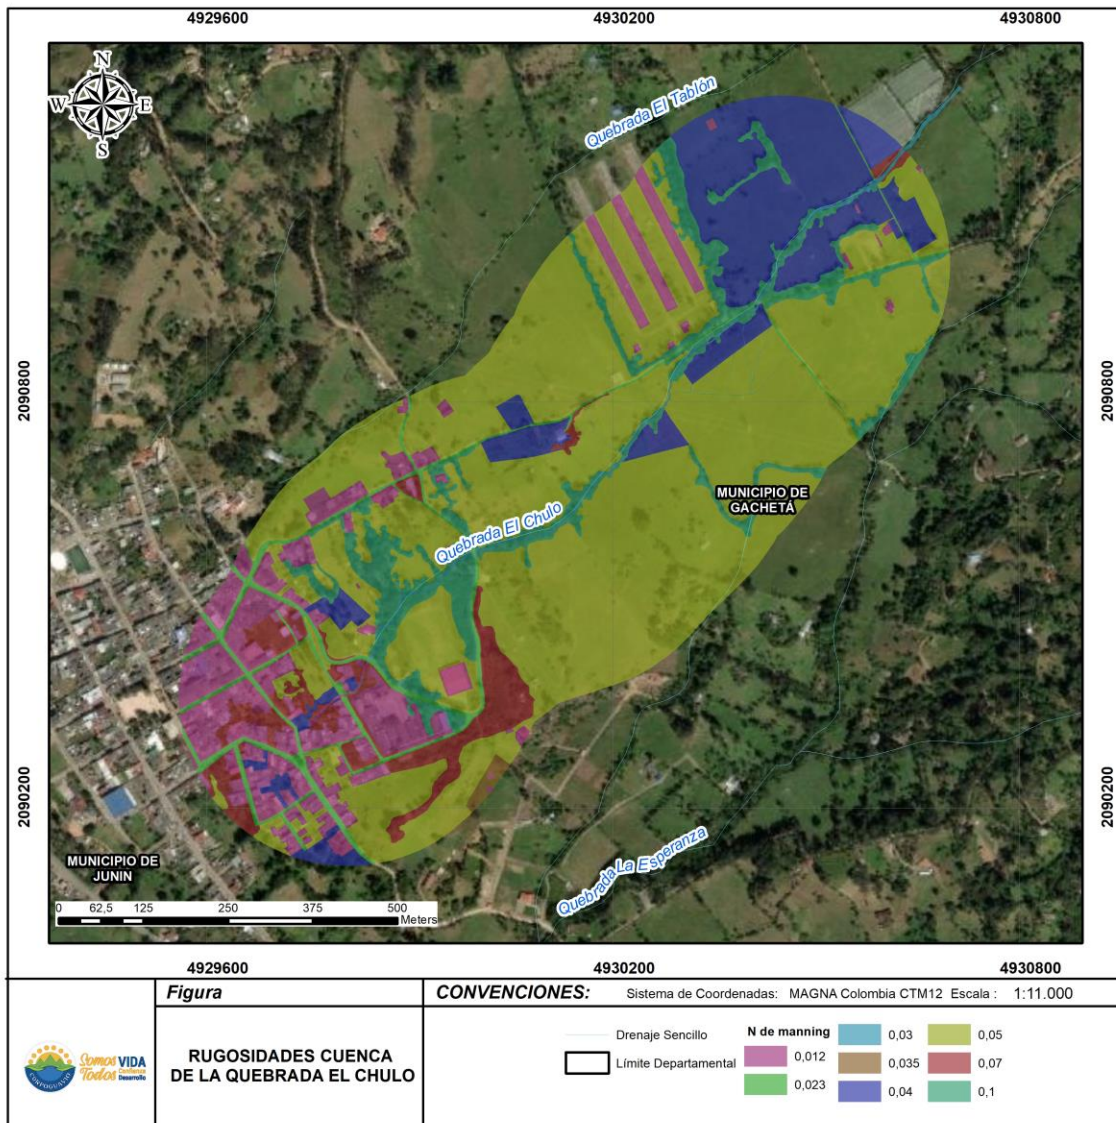 4929600 4930200 4930800
N
W E
S
Quebrada El Tablón
2090800 2090800
MUNICIPIO DE
GACHETÁ
Quebrada El Chulo
2090200 2090200
Quebrada La Esperanza
MUNICIPIO DE
JUNIN
0 62,5 125 250 375 500
Meters
4929600 4930200 4930800
Figura
CONVENCIONES: Sistema de Coordenadas: MAGNA Colombia CTM12 Escala : 1:11.000
RUGOSIDADES CUENCA
DE LA QUEBRADA EL CHULO
CORPOGUAVIO
Somos VIDA
Todos Confianza
Desarrollo
Drenaje Sencillo
Límite Departamental
N de manning
0,012
0,023
0,03
0,035
0,04
0,05
0,07
0,1